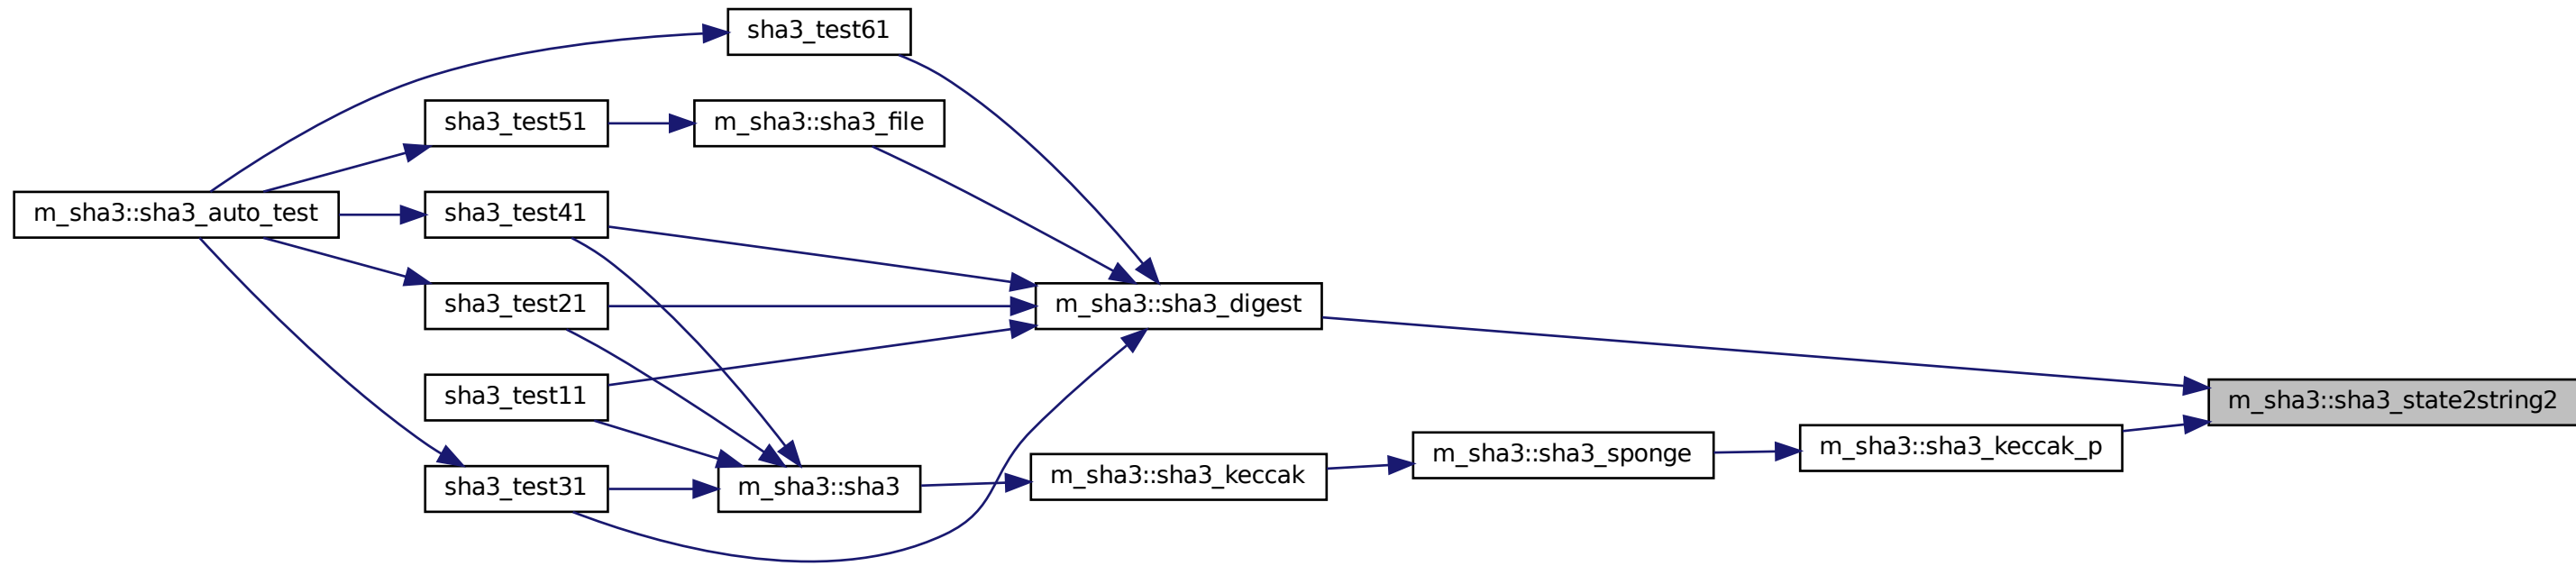 sha3_test61
sha3_test51
m_sha3::sha3_file
m_sha3::sha3_auto_test
sha3_test41
sha3_test21
m_sha3::sha3_digest
sha3_test11
m_sha3::sha3_state2string2
sha3_test31
m_sha3::sha3
m_sha3::sha3_keccak
m_sha3::sha3_sponge
m_sha3::sha3_keccak_p